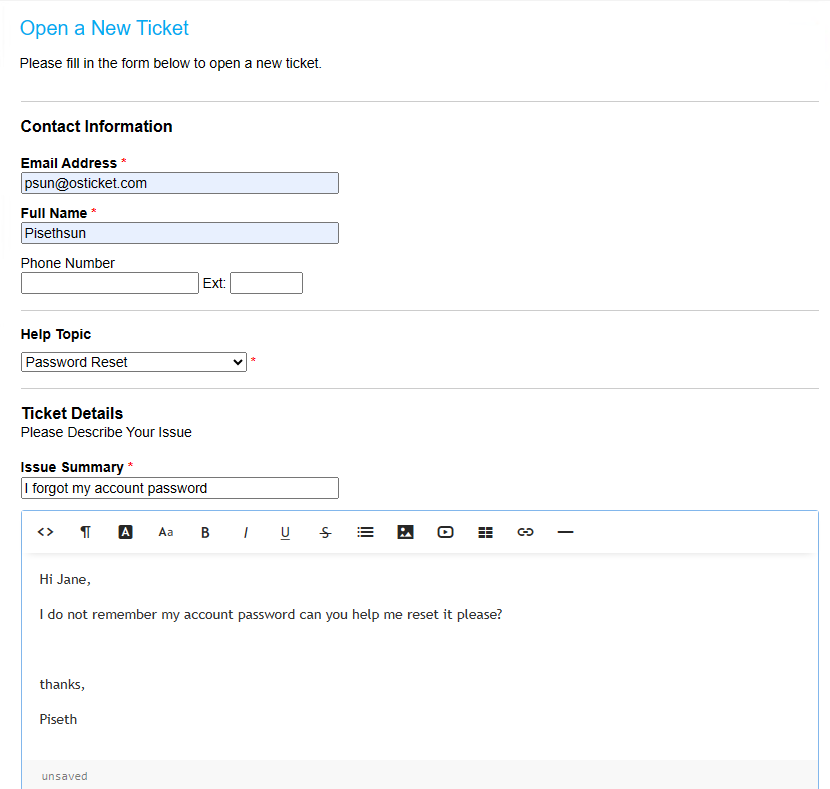 Open a New Ticket
Please fill in the form below to open a new ticket.
Contact Information
Email Address *
psun@osticket.com
Full Name *
Pisethsun
Phone Number
Ext:
Help Topic
Password Reset *
Ticket Details
Please Describe Your Issue
Issue Summary *
I forgot my account password
<> ¶ A Aa B I U S
Hi Jane,
I do not remember my account password can you help me reset it please?
thanks,
Piseth
unsaved